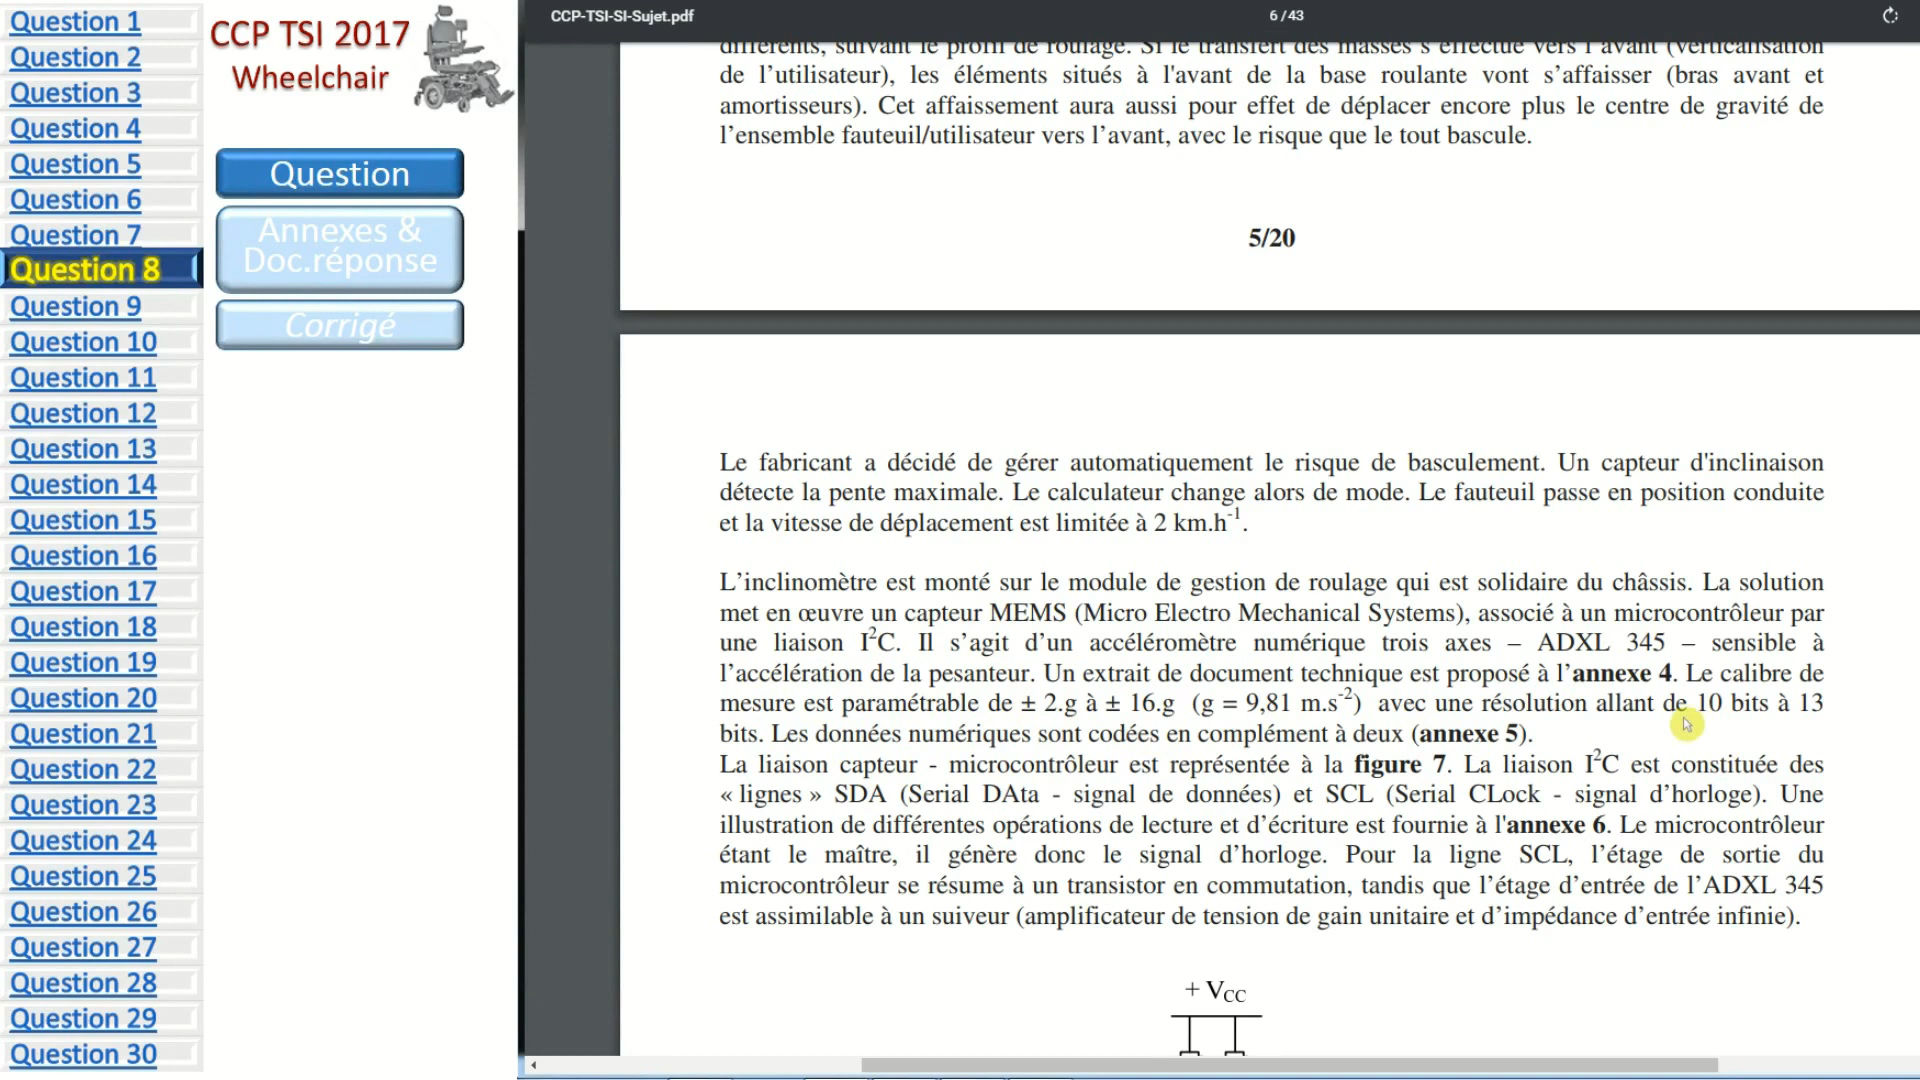 Question 1
Question 2
Question 3
Question 4
Question 5
Question 6
Question 7
Question 8
Question 9
Question 10
Question 11
Question 12
Question 13
Question 14
Question 15
Question 16
Question 17
Question 18
Question 19
Question 20
Question 21
Question 22
Question 23
Question 24
Question 25
Question 26
Question 27
Question 28
Question 29
Question 30
CCP TSI 2017
Wheelchair
Question
Annexes &
Doc.réponse
Corrigé
CCP-TSI-SI-Sujet.pdf
6 / 43
différents, suivant le profil de roulage. Si le transfert des masses s'effectue vers l'avant (verticalisation
de l'utilisateur), les éléments situés à l'avant de la base roulante vont s'affaisser (bras avant et
amortisseurs). Cet affaissement aura aussi pour effet de déplacer encore plus le centre de gravité de
l'ensemble fauteuil/utilisateur vers l'avant, avec le risque que le tout bascule.
5/20
Le fabricant a décidé de gérer automatiquement le risque de basculement. Un capteur d'inclinaison
détecte la pente maximale. Le calculateur change alors de mode. Le fauteuil passe en position conduite
et la vitesse de déplacement est limitée à 2 km.h⁻¹.
L'inclinomètre est monté sur le module de gestion de roulage qui est solidaire du châssis. La solution
met en œuvre un capteur MEMS (Micro Electro Mechanical Systems), associé à un microcontrôleur par
une liaison I²C. Il s'agit d'un accéléromètre numérique trois axes – ADXL 345 – sensible à
l'accélération de la pesanteur. Un extrait de document technique est proposé à l'annexe 4. Le calibre de
mesure est paramétrable de ± 2.g à ± 16.g (g = 9,81 m.s⁻²) avec une résolution allant de 10 bits à 13
bits. Les données numériques sont codées en complément à deux (annexe 5).
La liaison capteur - microcontrôleur est représentée à la figure 7. La liaison I²C est constituée des
« lignes » SDA (Serial DAta - signal de données) et SCL (Serial CLock - signal d'horloge). Une
illustration de différentes opérations de lecture et d'écriture est fournie à l'annexe 6. Le microcontrôleur
étant le maître, il génère donc le signal d'horloge. Pour la ligne SCL, l'étage de sortie du
microcontrôleur se résume à un transistor en commutation, tandis que l'étage d'entrée de l'ADXL 345
est assimilable à un suiveur (amplificateur de tension de gain unitaire et d'impédance d'entrée infinie).
+ VCC